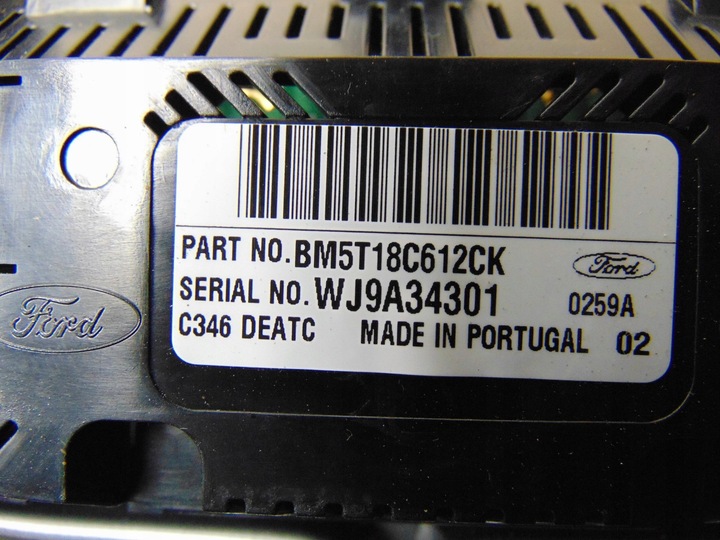 PART NO. BM5T18C612CK
Ford
SERIAL NO. WJ9A34301 0259A
C346 DEATC MADE IN PORTUGAL 02
Ford